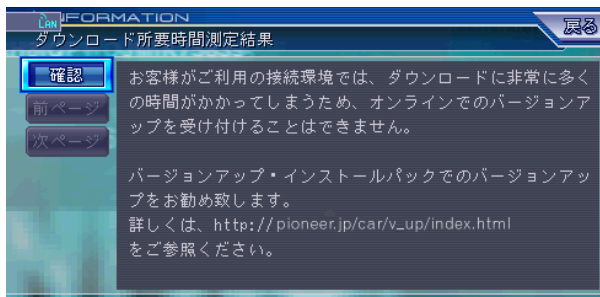 LAN INFORMATION
戻る
ダウンロード所要時間測定結果
確認
前ページ
次ページ
お客様がご利用の接続環境では、ダウンロードに非常に多く
の時間がかかってしまうため、オンラインでのバージョンア
ップを受け付けることはできません。
バージョンアップ・インストールパックでのバージョンアッ
プをお勧め致します。
詳しくは、http://pioneer.jp/car/v_up/index.html
をご参照ください。